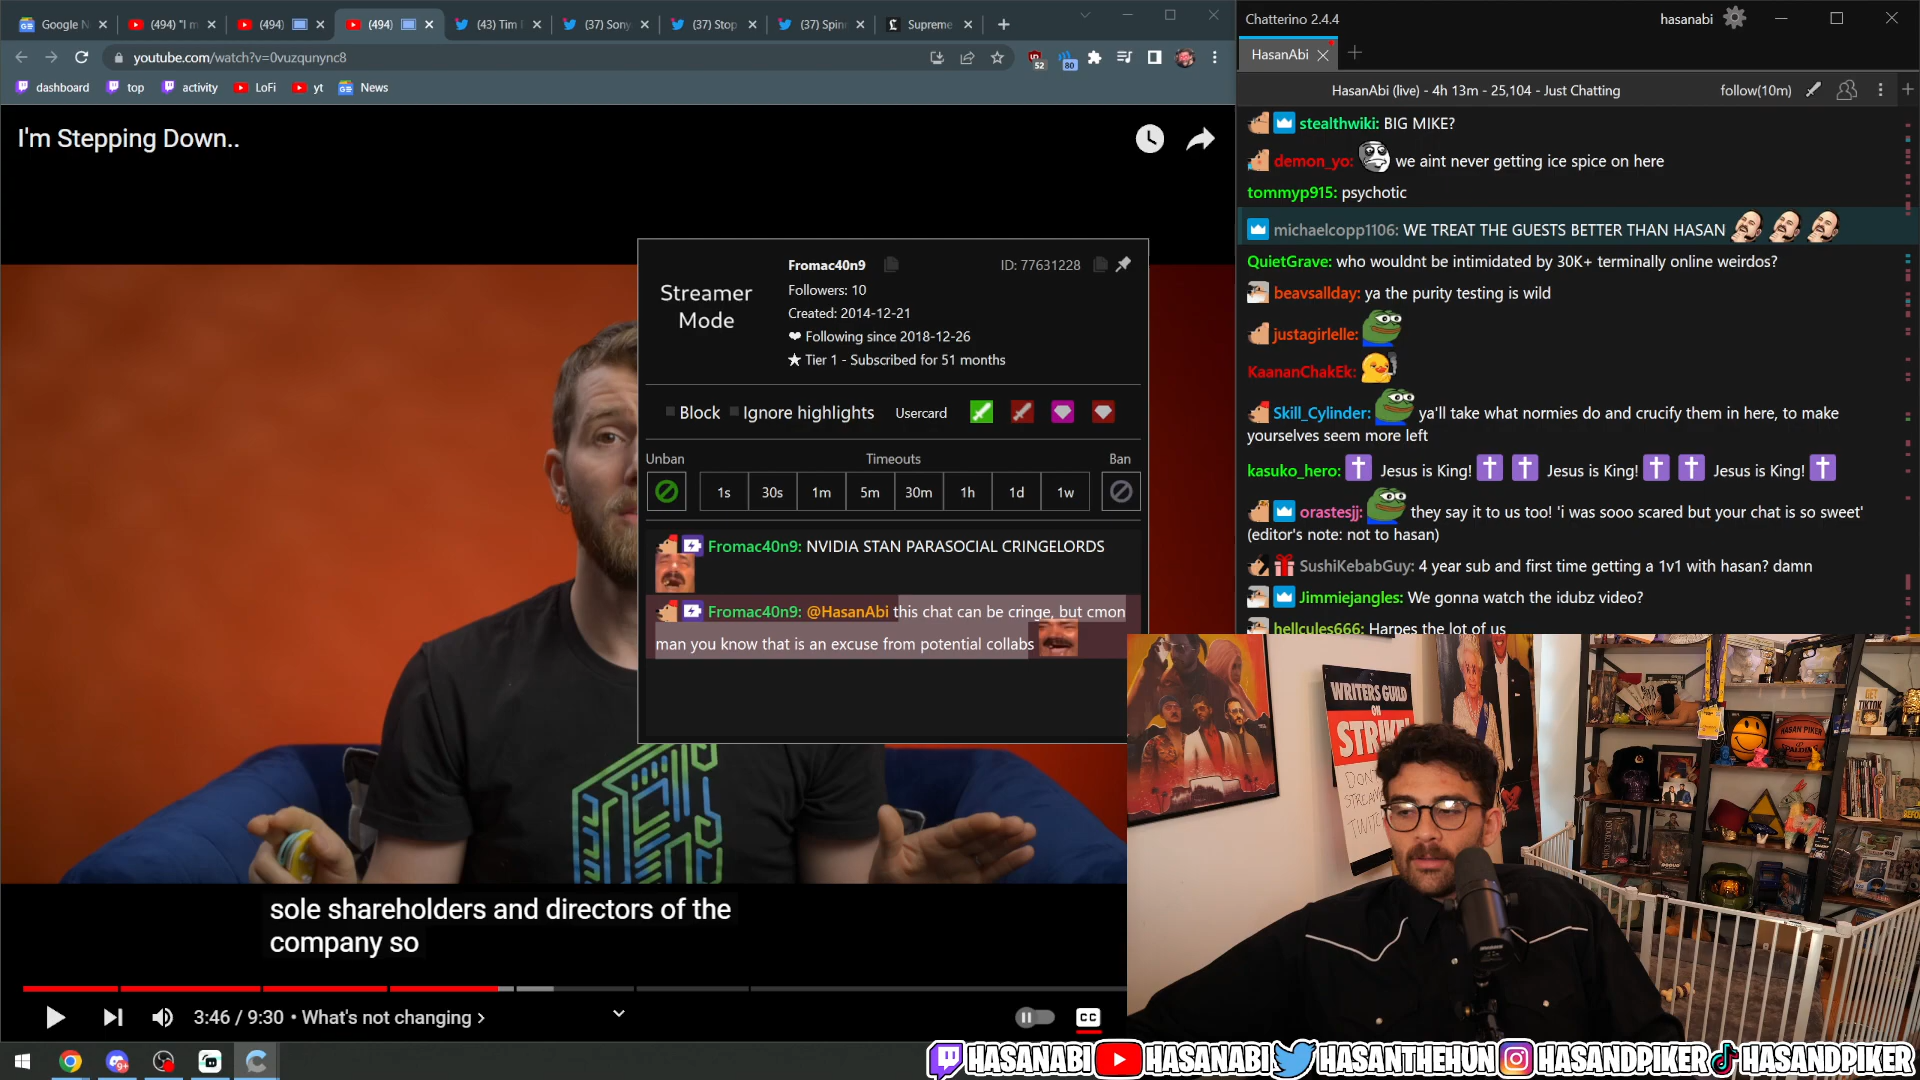 Google N
(494) "I m
(494)
(494)
(43) Tim I
(37) Sony
(37) Stop
(37) Spin
Supreme
youtube.com/watch?v=0vuzqunync8
52
80
dashboard
top
activity
LoFi
yt
News
I'm Stepping Down..
Streamer
Mode
Fromac40n9
ID: 77631228
Followers: 10
Created: 2014-12-21
Following since 2018-12-26
Tier 1 - Subscribed for 51 months
Block
Ignore highlights
Usercard
Unban
Timeouts
Ban
1s
30s
1m
5m
30m
1h
1d
1w
Fromac40n9: NVIDIA STAN PARASOCIAL CRINGELORDS
Fromac40n9: @HasanAbi this chat can be cringe, but cmon
man you know that is an excuse from potential collabs
sole shareholders and directors of the
company so
3:46 / 9:30 • What's not changing >
CC
Chatterino 2.4.4
hasanabi
HasanAbi
HasanAbi (live) - 4h 13m - 25,104 - Just Chatting
follow(10m)
stealthwiki: BIG MIKE?
demon_yo: we aint never getting ice spice on here
tommyp915: psychotic
michaelcopp1106: WE TREAT THE GUESTS BETTER THAN HASAN
QuietGrave: who wouldnt be intimidated by 30K+ terminally online weirdos?
beavsallday: ya the purity testing is wild
justagirlelle:
KaananChakEk:
Skill_Cylinder: ya'll take what normies do and crucify them in here, to make
yourselves seem more left
kasuko_hero: Jesus is King! Jesus is King! Jesus is King!
orastesjj: they say it to us too! 'i was sooo scared but your chat is so sweet'
(editor's note: not to hasan)
SushiKebabGuy: 4 year sub and first time getting a 1v1 with hasan? damn
Jimmiejangles: We gonna watch the idubz video?
hellcules666: Harpes the lot of us
WRITERS GUILD
ON
STRIKE!
GET
TIKTOK
HASAN PIKER
SPALDING
HASANABI
HASANABI
HASANTHEHUN
HASANDPIKER
HASANDPIKER